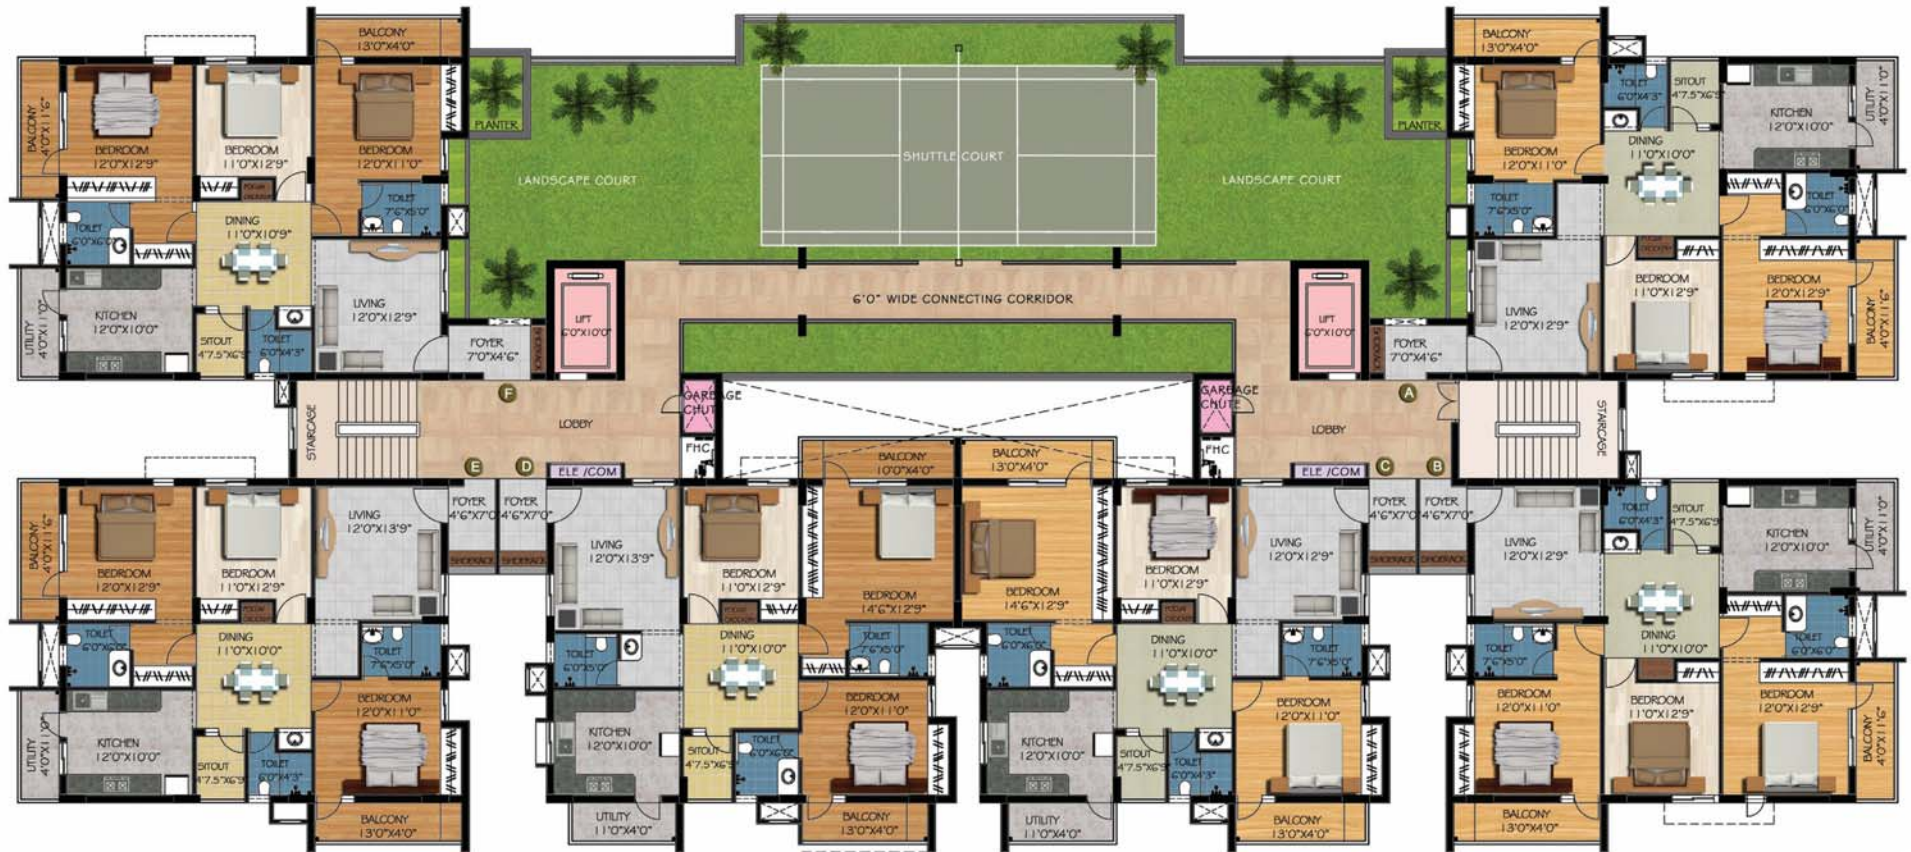 BALCONY
13'0"X4'0"
BALCONY
4'0"X11'6"
BEDROOM
12'0"X12'9"
BEDROOM
11'0"X12'9"
BEDROOM
12'0"X11'0"
PLANTER
LANDSCAPE COURT
TOILET
7'6"X5'0"
TOILET
6'0"X6'0"
DINING
11'0"X10'9"
LIVING
12'0"X12'9"
KITCHEN
12'0"X10'0"
UTILITY
4'0"X11'0"
SITOUT
4'7.5"X6'9"
TOILET
6'0"X4'3"
FOYER
7'0"X4'6"
SHOERACK
LIFT
6'0"X10'0"
SHUTTLE COURT
6'0" WIDE CONNECTING CORRIDOR
LANDSCAPE COURT
PLANTER
BALCONY
13'0"X4'0"
BEDROOM
12'0"X11'0"
TOILET
6'0"X4'3"
SITOUT
4'7.5"X6'9"
KITCHEN
12'0"X10'0"
UTILITY
4'0"X11'0"
DINING
11'0"X10'0"
TOILET
7'6"X5'0"
TOILET
6'0"X6'0"
LIVING
12'0"X12'9"
BEDROOM
11'0"X12'9"
BEDROOM
12'0"X12'9"
BALCONY
4'0"X11'6"
LIFT
6'0"X10'0"
SHOERACK
FOYER
7'0"X4'6"
STAIRCASE
F
LOBBY
GARBAGE
CHUTE
FHC
E
D
ELE /COM
GARBAGE
CHUTE
FHC
LOBBY
A
C
B
ELE /COM
STAIRCASE
BALCONY
4'0"X11'6"
BEDROOM
12'0"X12'9"
BEDROOM
11'0"X12'9"
LIVING
12'0"X13'9"
FOYER
4'6"X7'0"
SHOERACK
TOILET
6'0"X6'0"
DINING
11'0"X10'0"
TOILET
7'6"X5'0"
UTILITY
4'0"X11'0"
KITCHEN
12'0"X10'0"
SITOUT
4'7.5"X6'9"
TOILET
6'0"X4'3"
BEDROOM
12'0"X11'0"
BALCONY
13'0"X4'0"
FOYER
4'6"X7'0"
SHOERACK
LIVING
12'0"X13'9"
BEDROOM
11'0"X12'9"
BALCONY
10'0"X4'0"
BEDROOM
14'6"X12'9"
TOILET
6'0"X5'0"
DINING
11'0"X10'0"
TOILET
7'6"X5'0"
KITCHEN
12'0"X10'0"
SITOUT
4'7.5"X6'9"
TOILET
BEDROOM
12'0"X11'0"
UTILITY
11'0"X4'0"
BALCONY
13'0"X4'0"
BALCONY
13'0"X4'0"
BEDROOM
14'6"X12'9"
BEDROOM
11'0"X12'9"
LIVING
12'0"X12'9"
FOYER
4'6"X7'0"
SHOERACK
TOILET
DINING
11'0"X10'0"
TOILET
7'6"X5'0"
KITCHEN
12'0"X10'0"
SITOUT
4'7.5"X6'9"
TOILET
6'0"X4'3"
BEDROOM
12'0"X11'0"
UTILITY
11'0"X4'0"
BALCONY
13'0"X4'0"
FOYER
4'6"X7'0"
SHOERACK
LIVING
12'0"X12'9"
TOILET
6'0"X4'3"
SITOUT
4'7.5"X6'9"
KITCHEN
12'0"X10'0"
UTILITY
4'0"X11'0"
TOILET
7'6"X5'0"
DINING
11'0"X10'0"
TOILET
6'0"X6'0"
BEDROOM
12'0"X11'0"
BEDROOM
11'0"X12'9"
BEDROOM
12'0"X12'9"
BALCONY
4'0"X11'6"
BALCONY
13'0"X4'0"